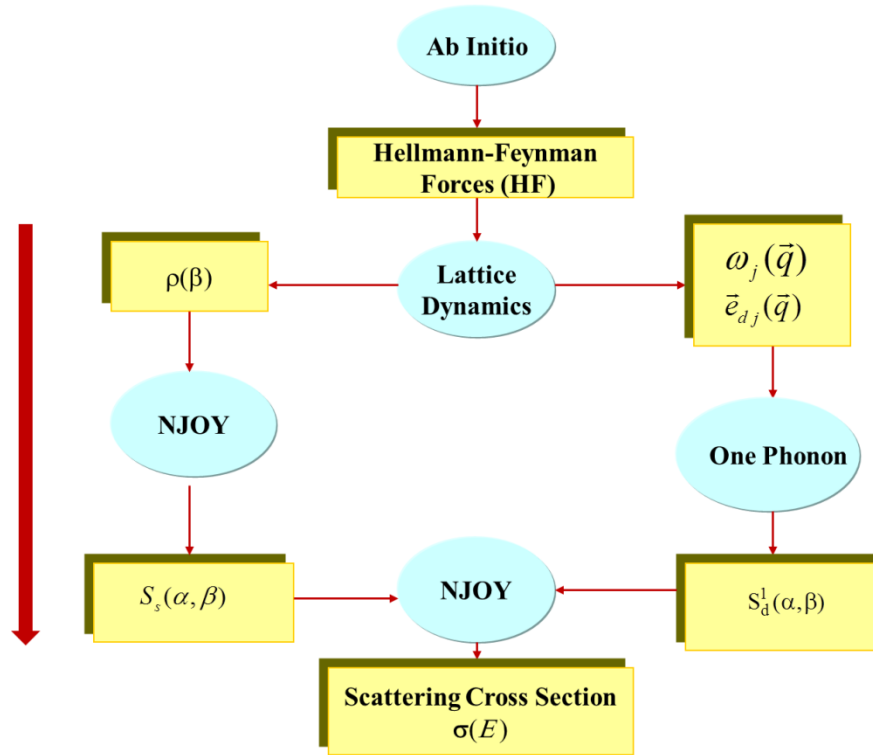 Ab Initio
Hellmann-Feynman
Forces (HF)
ρ(β)
Lattice
Dynamics
ω_j(q⃗)
e⃗_{dj}(q⃗)
NJOY
One Phonon
S_s(α, β)
NJOY
S_d^1(α,β)
Scattering Cross Section
σ(E)